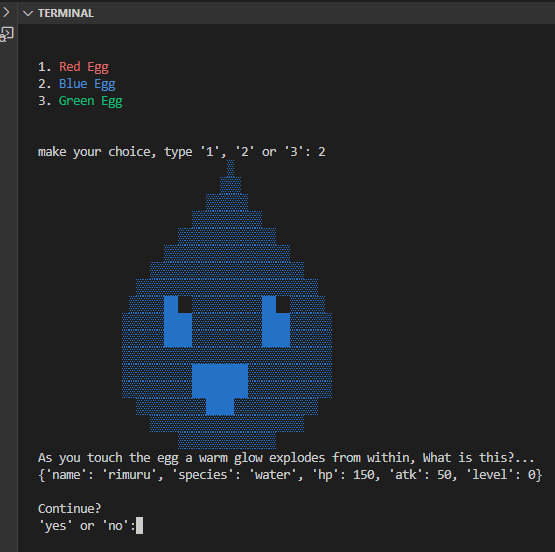 TERMINAL
1. Red Egg
2. Blue Egg
3. Green Egg
make your choice, type '1', '2' or '3': 2
As you touch the egg a warm glow explodes from within, What is this?...
{'name': 'rimuru', 'species': 'water', 'hp': 150, 'atk': 50, 'level': 0}
Continue?
'yes' or 'no':